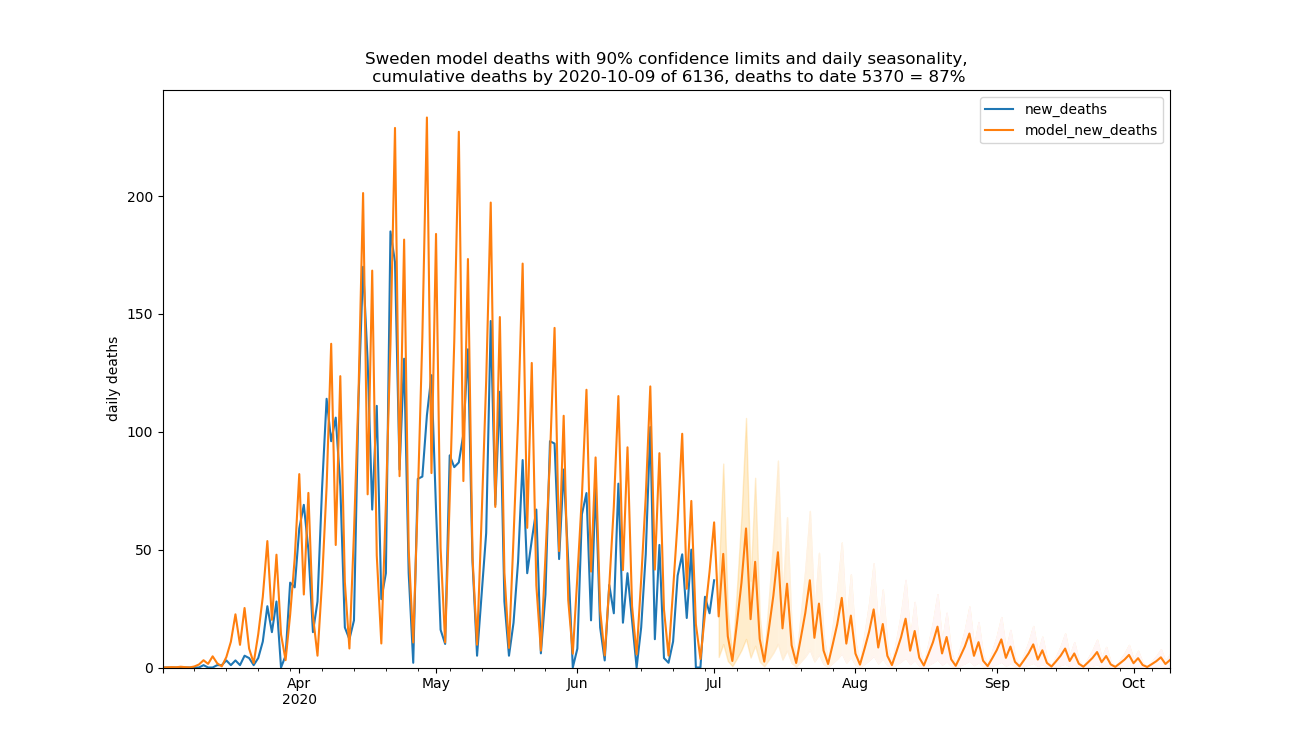 Sweden model deaths with 90% confidence limits and daily seasonality,
cumulative deaths by 2020-10-09 of 6136, deaths to date 5370 = 87%
new_deaths
model_new_deaths
daily deaths
200
150
100
50
0
Apr
2020
May
Jun
Jul
Aug
Sep
Oct